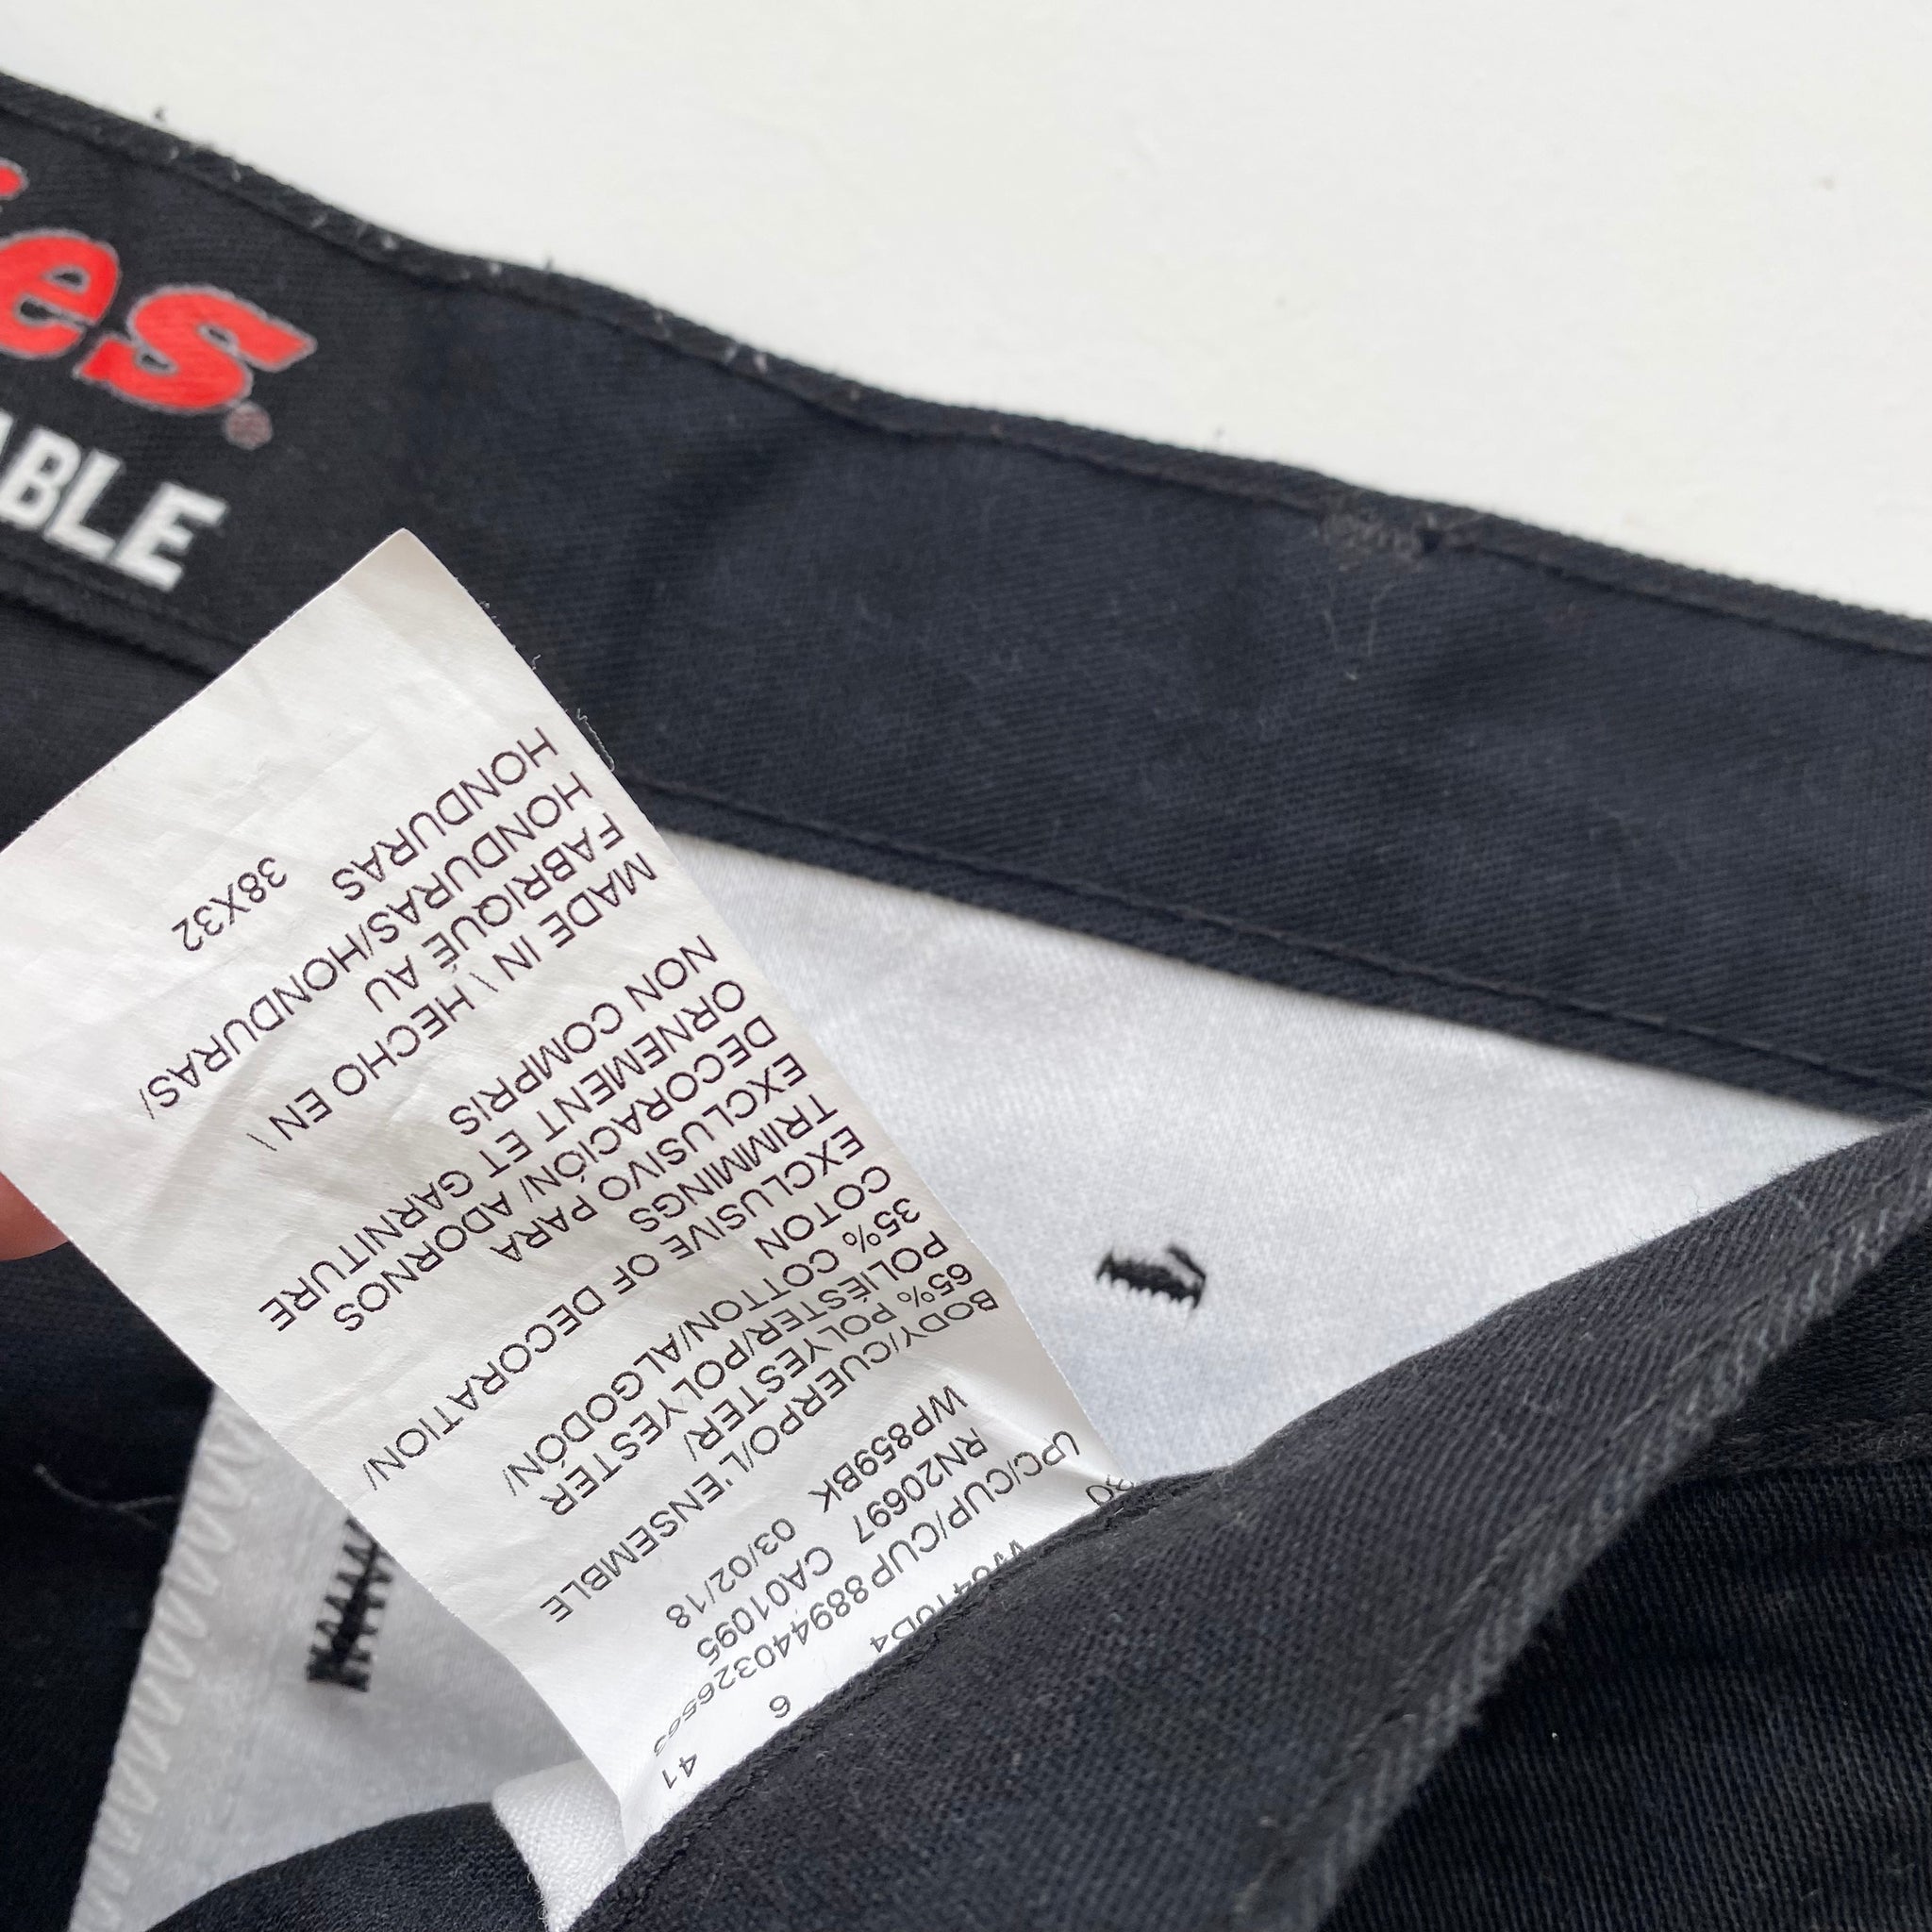 ies®
ABLE
41
6
UPC/CUP/CUP 889440326563
RN20697 CA01095
WP859BK 03/02/18
BODY/CUERPO/L'ENSEMBLE
65% POLYESTER/
POLIÉSTER/POLYESTER
35% COTTON/ALGODÓN/
COTON
EXCLUSIVE OF DECORATION/
TRIMMINGS
EXCLUSIVO PARA
DECORACIÓN/ ADORNOS
ORNEMENT ET GARNITURE
NON COMPRIS
MADE IN \ HECHO EN \
FABRIQUÉ AU
HONDURAS/HONDURAS/
HONDURAS
38X32